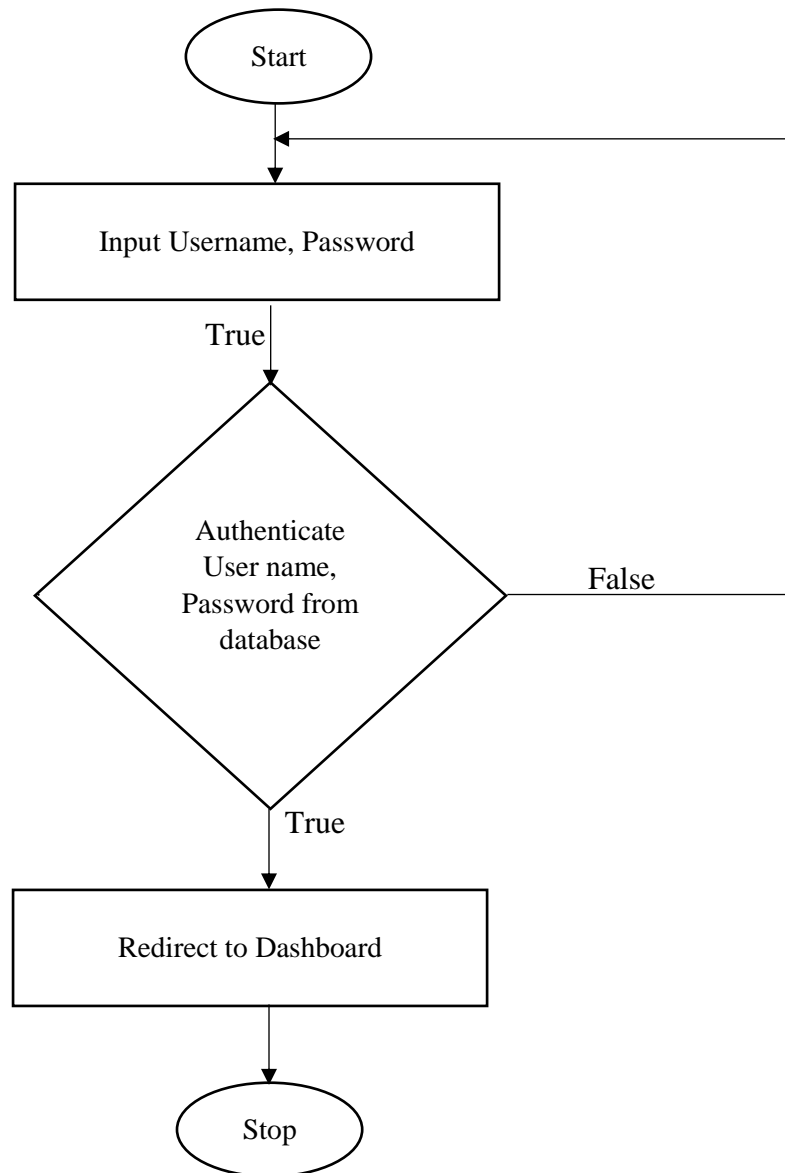 Start
Input Username, Password
True
Authenticate
User name,
Password from
database
False
True
Redirect to Dashboard
Stop